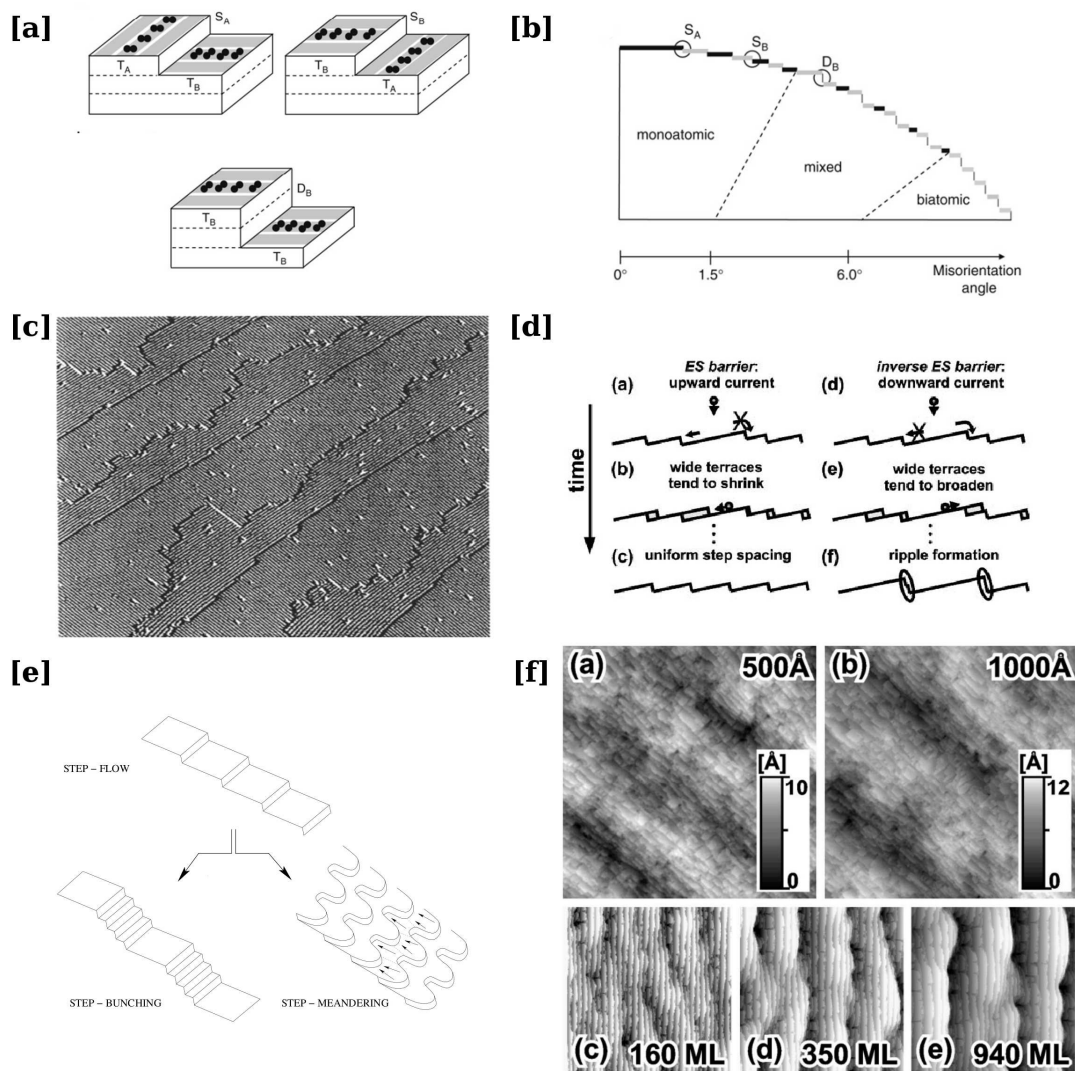 [a]
S_A
T_A
T_B
S_B
T_B
T_A
D_B
T_B
T_B
[b]
S_A
S_B
D_B
monoatomic
mixed
biatomic
0°
1.5°
6.0°
Misorientation
angle
[c]
[d]
time
ES barrier:
upward current
inverse ES barrier:
downward current
(a)
(d)
(b)
wide terraces
tend to shrink
(e)
wide terraces
tend to broaden
(c)
uniform step spacing
(f)
ripple formation
[e]
STEP – FLOW
STEP – BUNCHING
STEP – MEANDERING
[f]
(a)
500Å
[Å]
10
0
(b)
1000Å
[Å]
12
0
(c)
160 ML
(d)
350 ML
(e)
940 ML